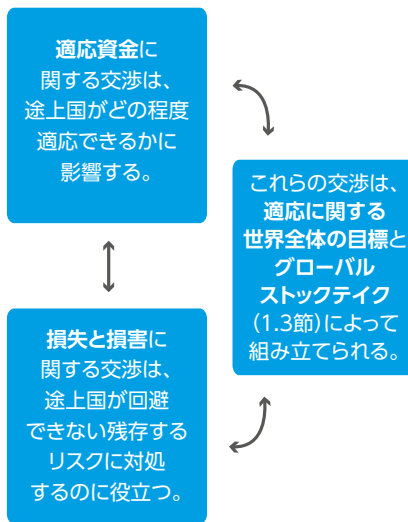 適応資金に
関する交渉は、
途上国がどの程度
適応できるかに
影響する。
これらの交渉は、
適応に関する
世界全体の目標と
グローバル
ストックテイク
(1.3節)によって
組み立てられる。
損失と損害に
関する交渉は、
途上国が回避
できない残存する
リスクに対処
するのに役立つ。